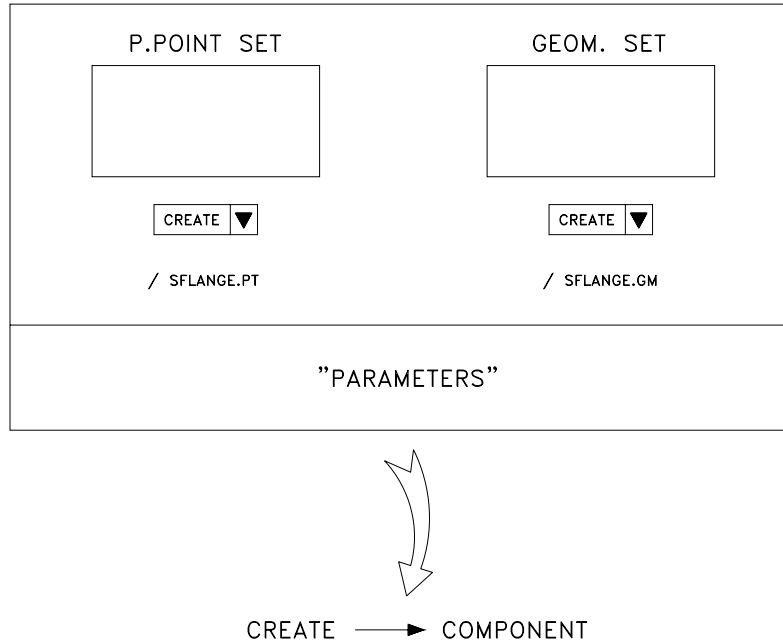 P.POINT SET
GEOM. SET
CREATE
CREATE
/ SFLANGE.PT
/ SFLANGE.GM
”PARAMETERS”
CREATE COMPONENT